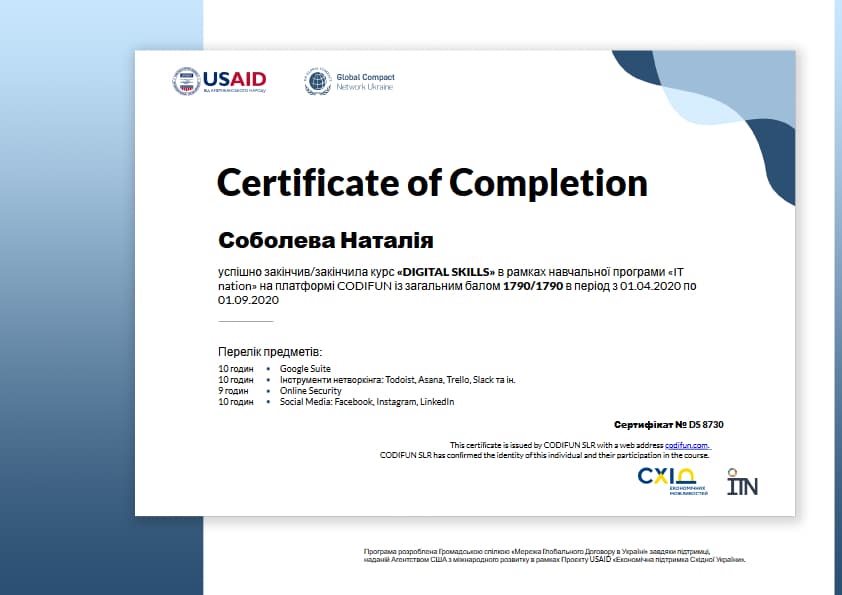 USAID
ВІД АМЕРИКАНСЬКОГО НАРОДУ
Global Compact
Network Ukraine
Certificate of Completion
Соболева Наталія
успішно закінчив/закінчила курс «DIGITAL SKILLS» в рамках навчальної програми «IT
nation» на платформі CODIFUN із загальним балом 1790/1790 в період з 01.04.2020 по
01.09.2020
Перелік предметів:
10 годин • Google Suite
10 годин • Інструменти нетворкінга: Todoist, Asana, Trello, Slack та ін.
9 годин • Online Security
10 годин • Social Media: Facebook, Instagram, LinkedIn
Сертифікат № DS 8730
This certificate is issued by CODIFUN SLR with a web address codifun.com.
CODIFUN SLR has confirmed the identity of this individual and their participation in the course.
СХІД
ЕКОНОМІЧНИХ
МОЖЛИВОСТЕЙ
ITN
Програма розроблена Громадською спілкою «Мережа Глобального Договору в Україні» завдяки підтримці,
наданій Агентством США з міжнародного розвитку в рамках Проєкту USAID «Економічна підтримка Східної України».